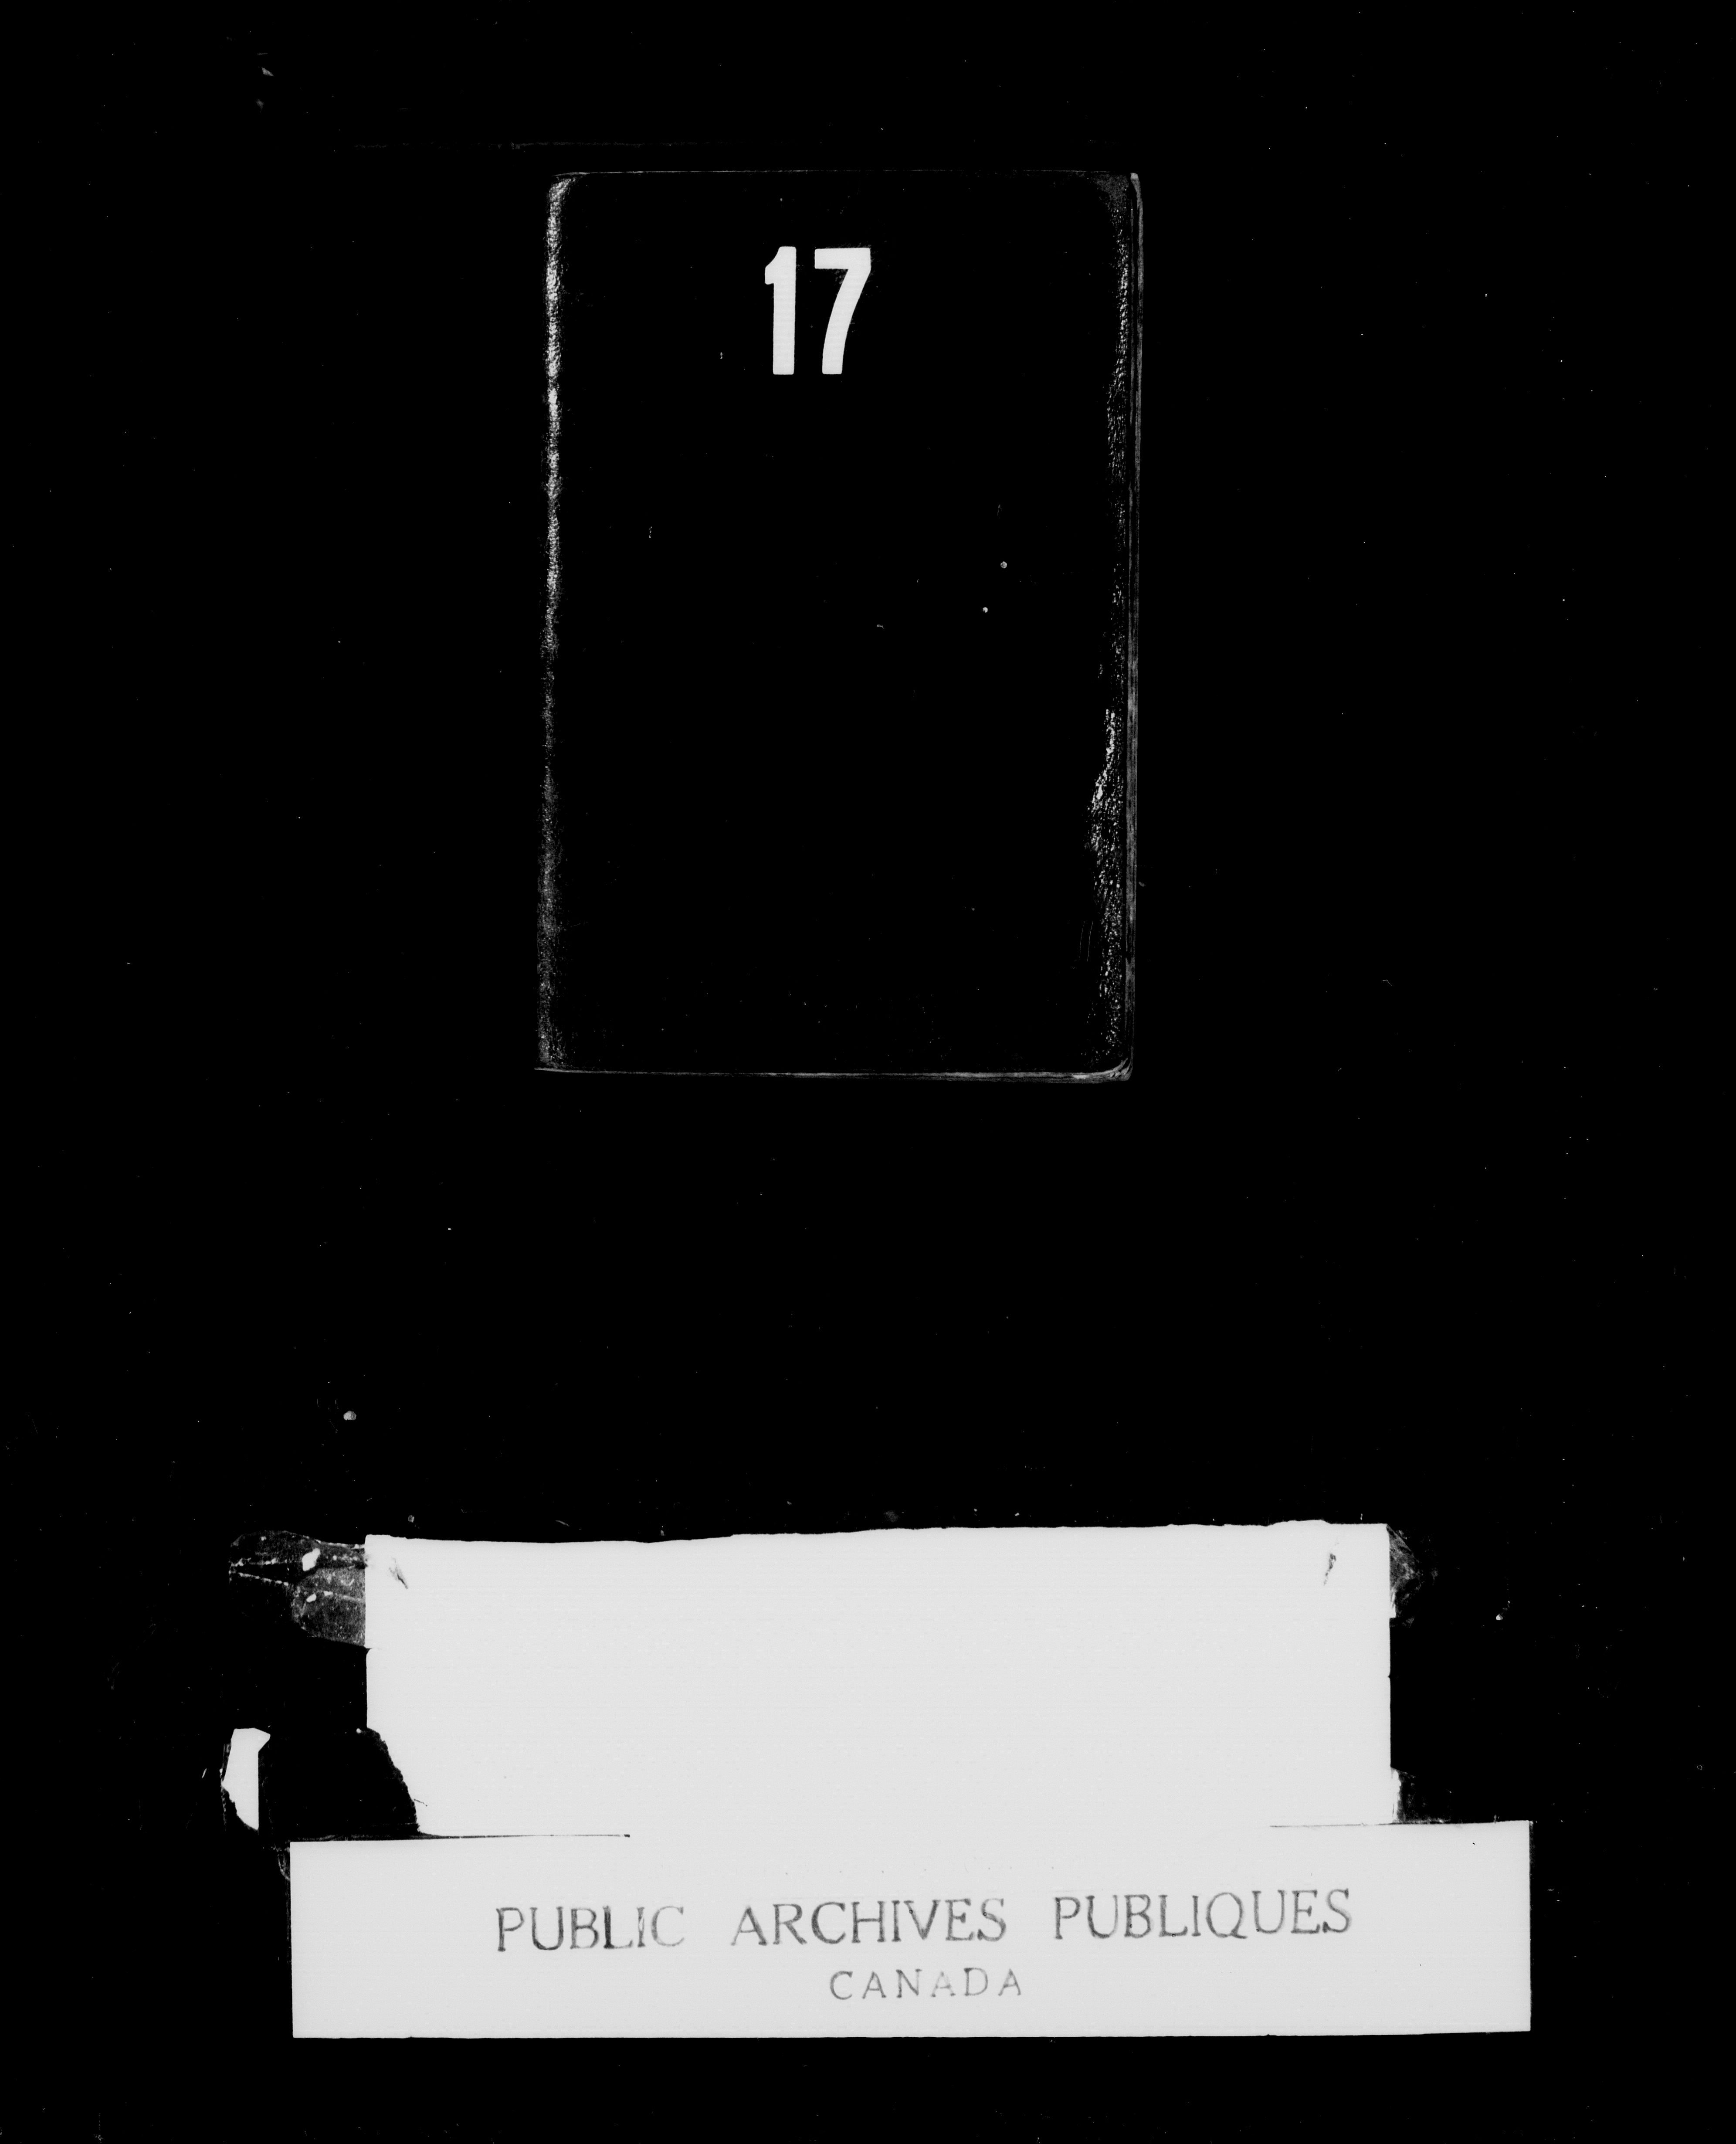 17
PUBLIC ARCHIVES PUBLIQUES
CANADA